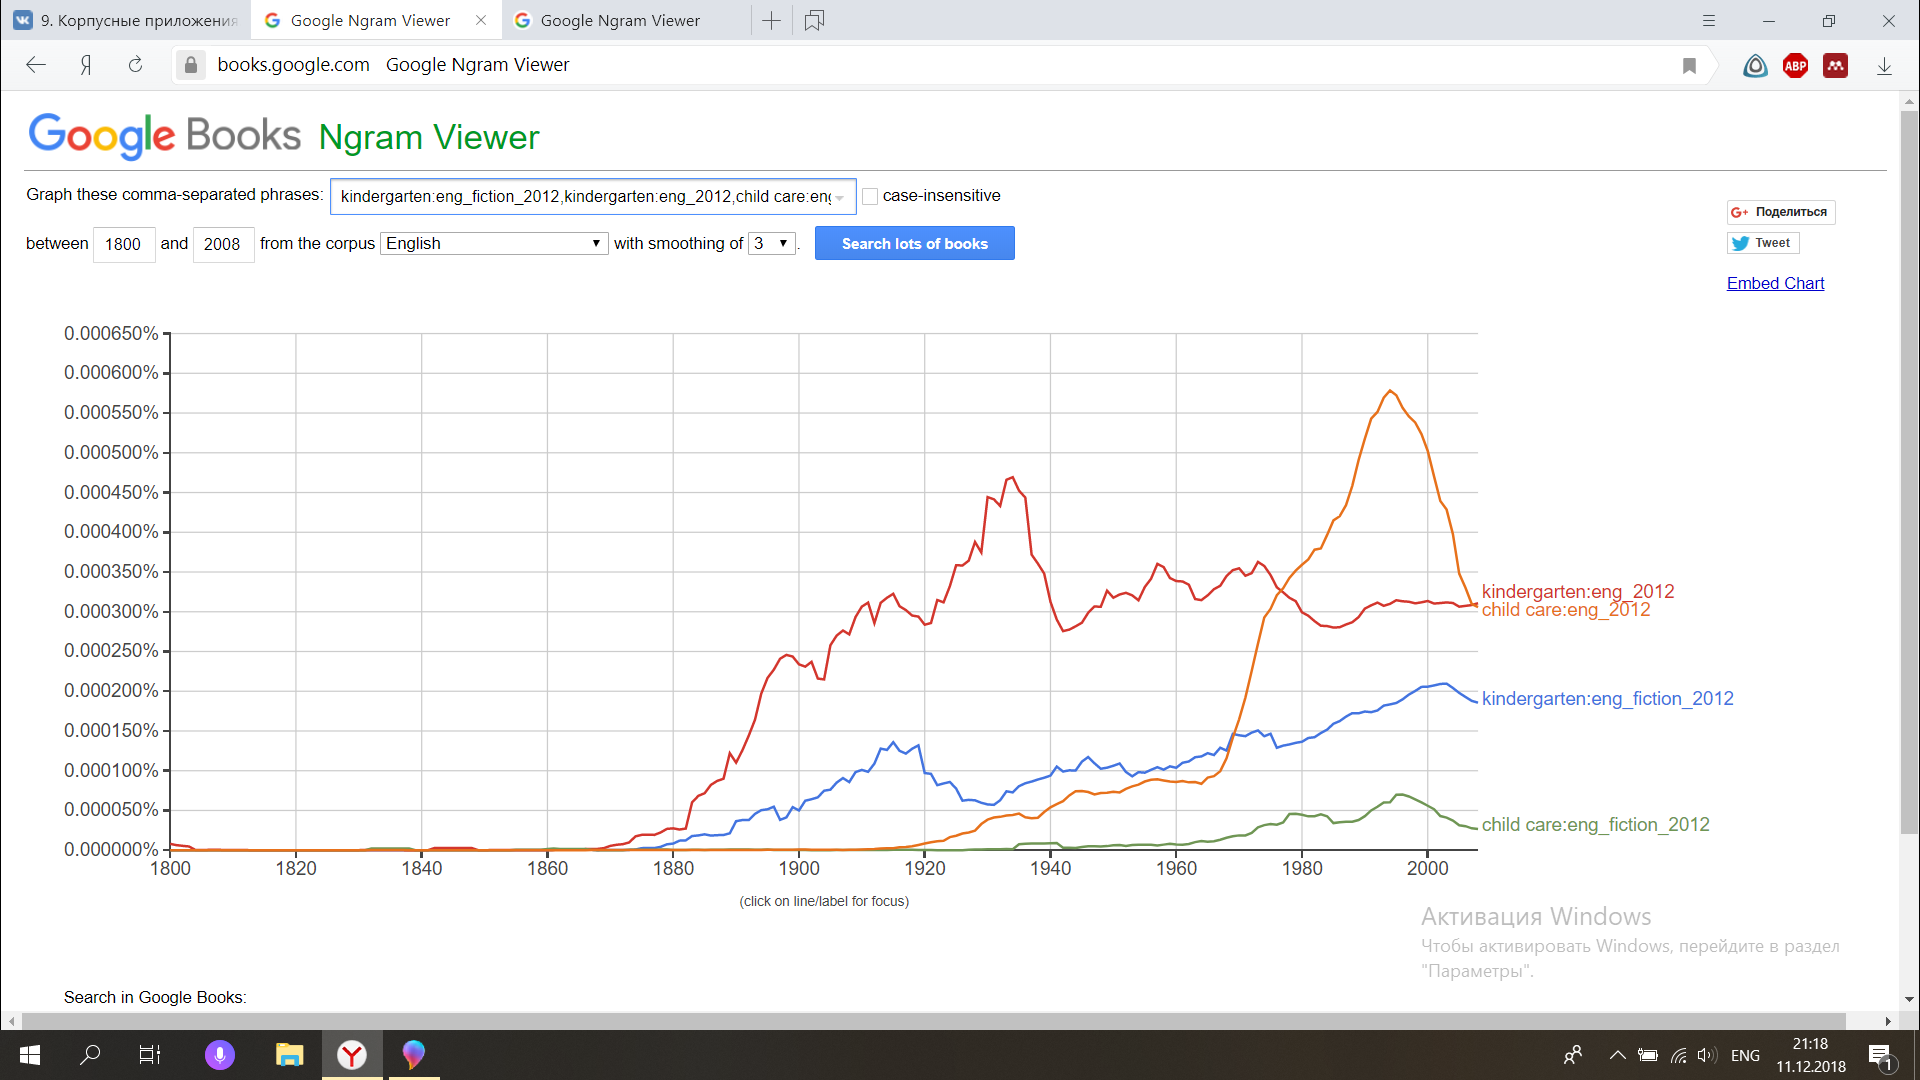 9. Корпусные приложения
Google Ngram Viewer
Google Ngram Viewer
books.google.com Google Ngram Viewer
ABP
Google Books Ngram Viewer
Graph these comma-separated phrases: kindergarten:eng_fiction_2012,kindergarten:eng_2012,child care:eng case-insensitive
between 1800 and 2008 from the corpus English with smoothing of 3 . Search lots of books
G+ Поделиться
Tweet
Embed Chart
0.000650%
0.000600%
0.000550%
0.000500%
0.000450%
0.000400%
0.000350%
0.000300%
0.000250%
0.000200%
0.000150%
0.000100%
0.000050%
0.000000%
kindergarten:eng_2012
child care:eng_2012
kindergarten:eng_fiction_2012
child care:eng_fiction_2012
1800 1820 1840 1860 1880 1900 1920 1940 1960 1980 2000
(click on line/label for focus)
Активация Windows
Чтобы активировать Windows, перейдите в раздел
"Параметры".
Search in Google Books:
ENG
21:18
11.12.2018
1